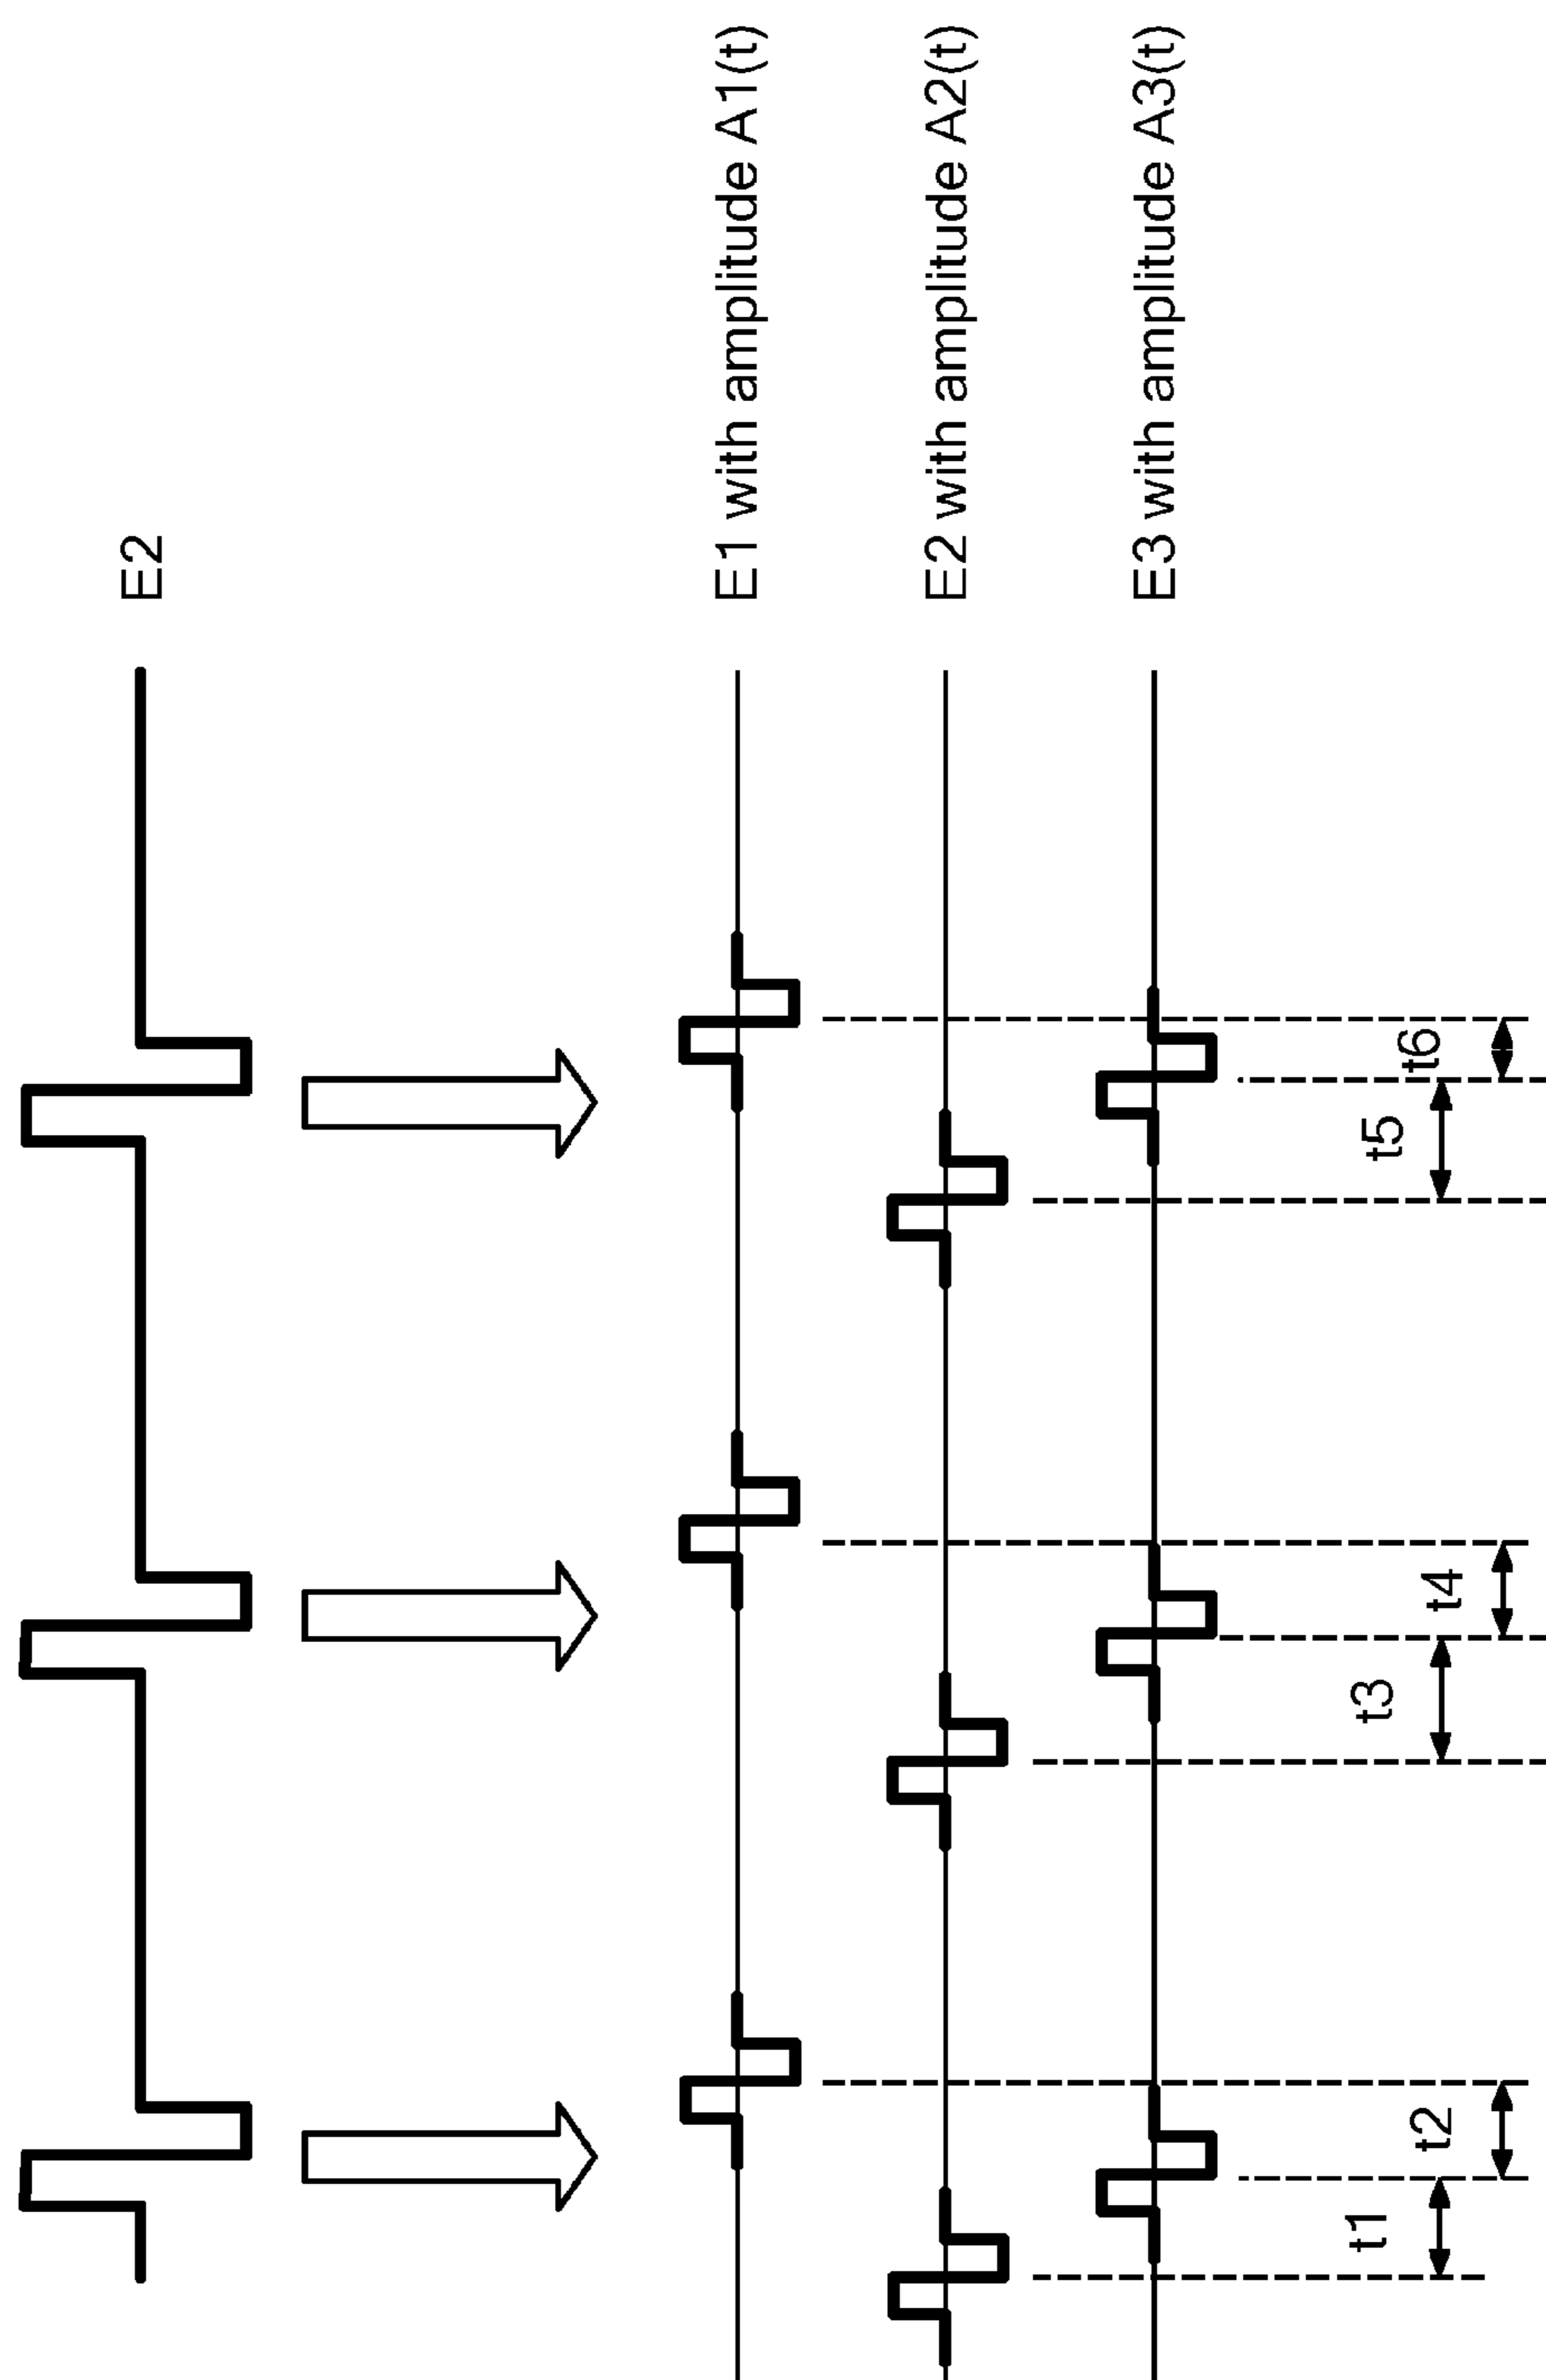 E2
E1 with amplitude A1(t)
E2 with amplitude A2(t)
E3 with amplitude A3(t)
t1
t2
t3
t4
t5
t6